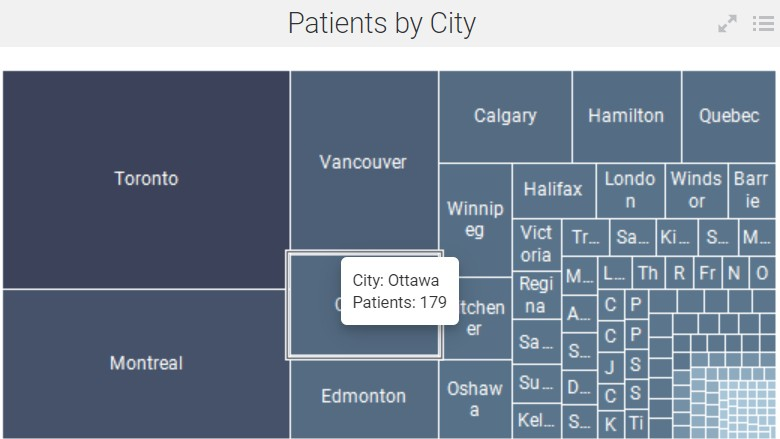 Patients by City
Toronto
Vancouver
Calgary
Hamilton
Quebec
Winnip
eg
Halifax
Londo
n
Winds
or
Barr
ie
Vict
oria
Tr...
Sa...
Ki...
S...
M...
City: Ottawa
Patients: 179
Regi
na
M...
L...
Th
R
Fr
N
O
tchen
er
A...
C
P
Montreal
Sa...
S...
C
P
J
S
Edmonton
Oshaw
a
Su...
D...
C
S
Kel...
S...
K
Ti